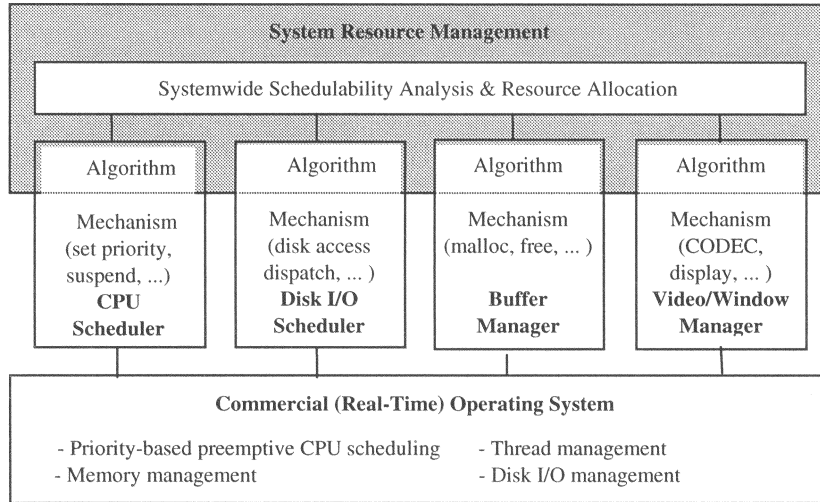 System Resource Management
Systemwide Schedulability Analysis & Resource Allocation
Algorithm
Mechanism
(set priority,
suspend, ...)
CPU
Scheduler
Algorithm
Mechanism
(disk access
dispatch, ... )
Disk I/O
Scheduler
Algorithm
Mechanism
(malloc, free, ... )
Buffer
Manager
Algorithm
Mechanism
(CODEC,
display, ... )
Video/Window
Manager
Commercial (Real-Time) Operating System
- Priority-based preemptive CPU scheduling
- Memory management
- Thread management
- Disk I/O management